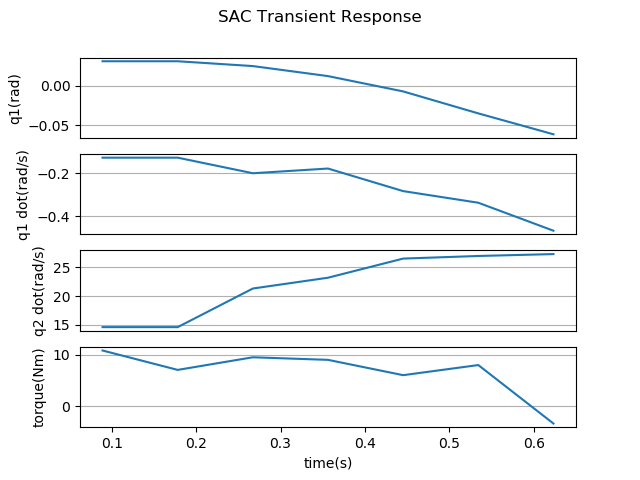 SAC Transient Response
0.00
−0.05
q1(rad)
−0.2
−0.4
q1 dot(rad/s)
25
20
15
q2 dot(rad/s)
10
0
torque(Nm)
0.1 0.2 0.3 0.4 0.5 0.6
time(s)